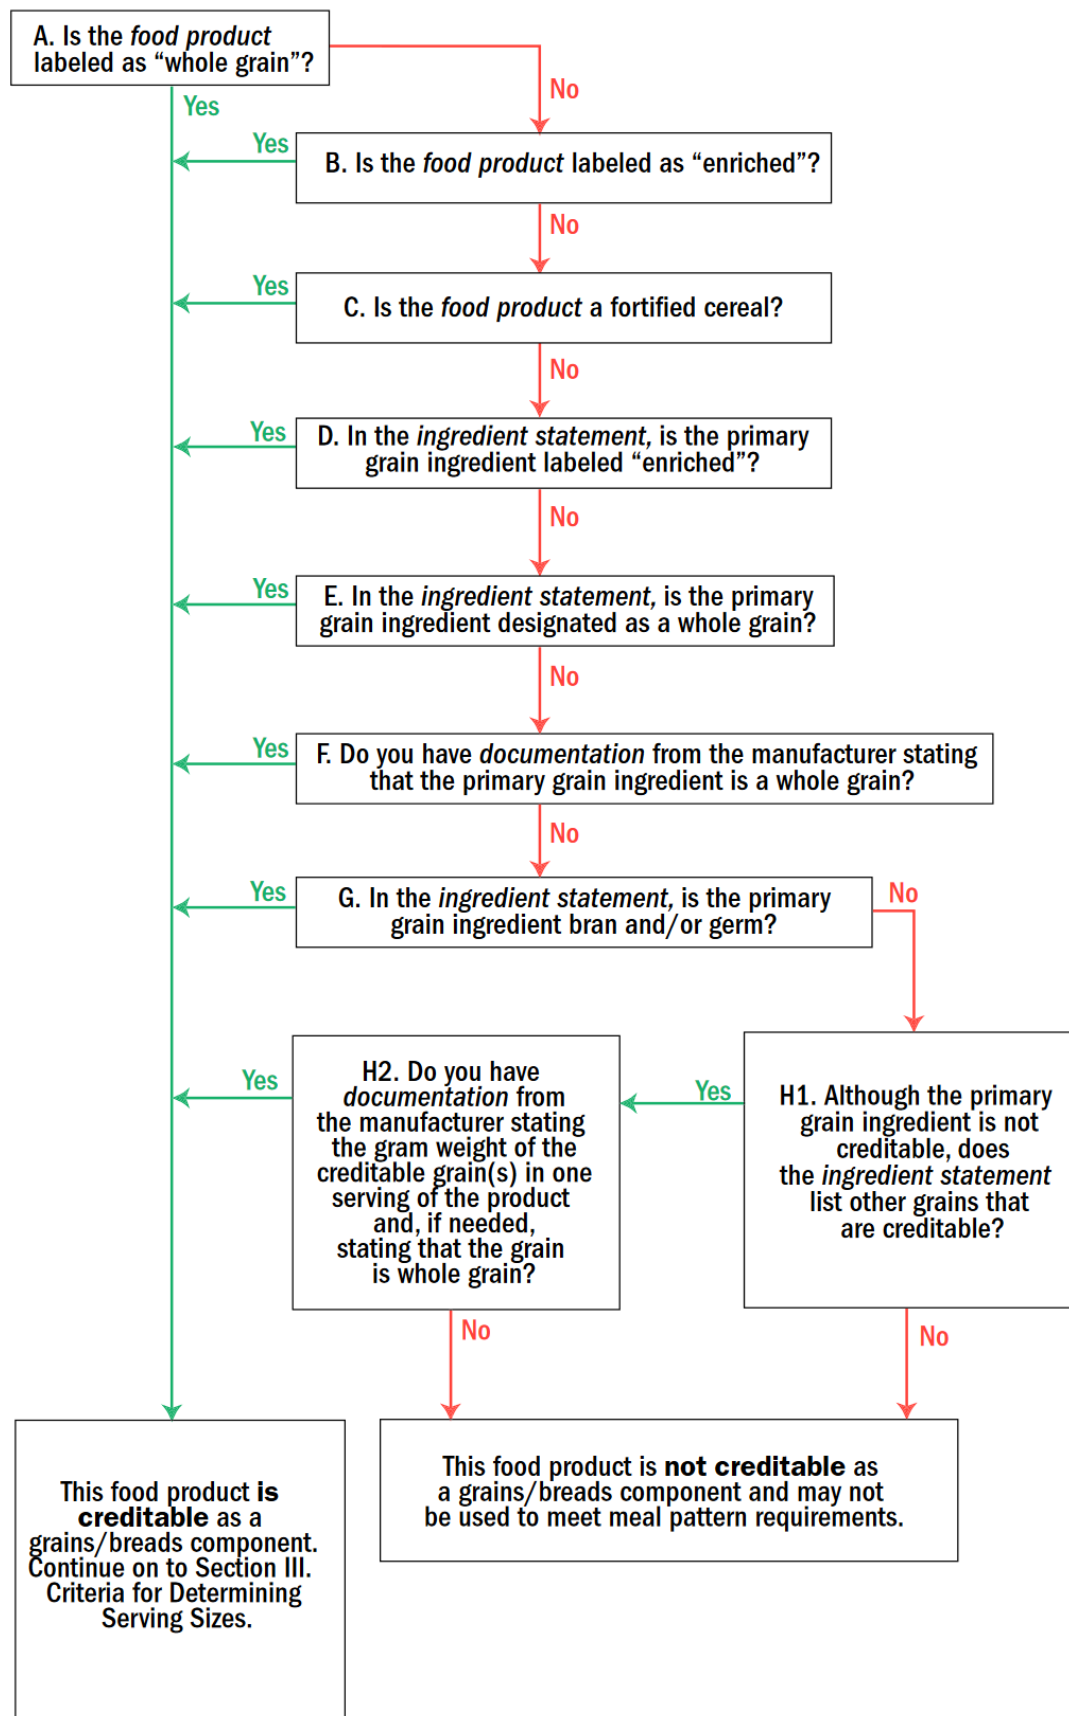 A. Is the food product
labeled as “whole grain”?
No
Yes
Yes
B. Is the food product labeled as “enriched”?
No
Yes
C. Is the food product a fortified cereal?
No
Yes
D. In the ingredient statement, is the primary
grain ingredient labeled “enriched”?
No
Yes
E. In the ingredient statement, is the primary
grain ingredient designated as a whole grain?
No
Yes
F. Do you have documentation from the manufacturer stating
that the primary grain ingredient is a whole grain?
No
Yes
G. In the ingredient statement, is the primary
grain ingredient bran and/or germ?
No
H1. Although the primary
grain ingredient is not
creditable, does
the ingredient statement
list other grains that
are creditable?
Yes
No
H2. Do you have
documentation from
the manufacturer stating
the gram weight of the
creditable grain(s) in one
serving of the product
and, if needed,
stating that the grain
is whole grain?
Yes
No
This food product is
creditable as a
grains/breads component.
Continue on to Section III.
Criteria for Determining
Serving Sizes.
This food product is not creditable as
a grains/breads component and may not
be used to meet meal pattern requirements.